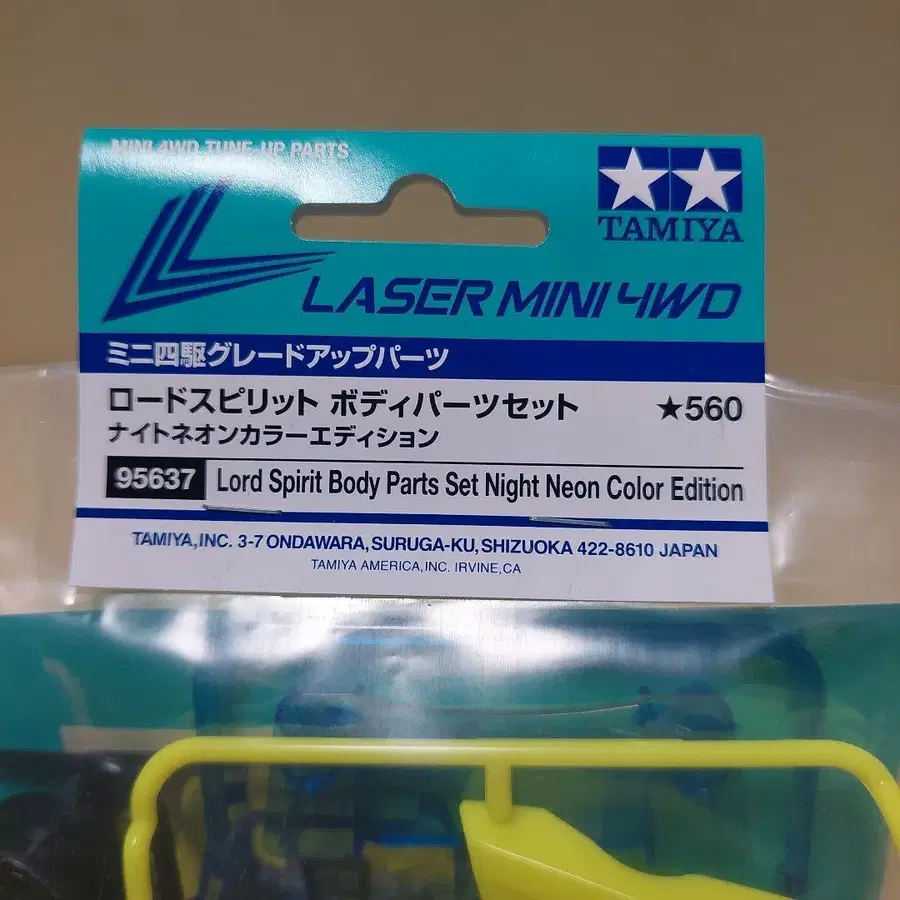 MINI 4WD TUNE-UP PARTS
TAMIYA
LASER MINI 4WD
ミニ四駆グレードアップパーツ
ロードスピリット ボディパーツセット ★560
ナイトネオンカラーエディション
95637 Lord Spirit Body Parts Set Night Neon Color Edition
TAMIYA,INC. 3-7 ONDAWARA, SURUGA-KU, SHIZUOKA 422-8610 JAPAN
TAMIYA AMERICA,INC. IRVINE,CA